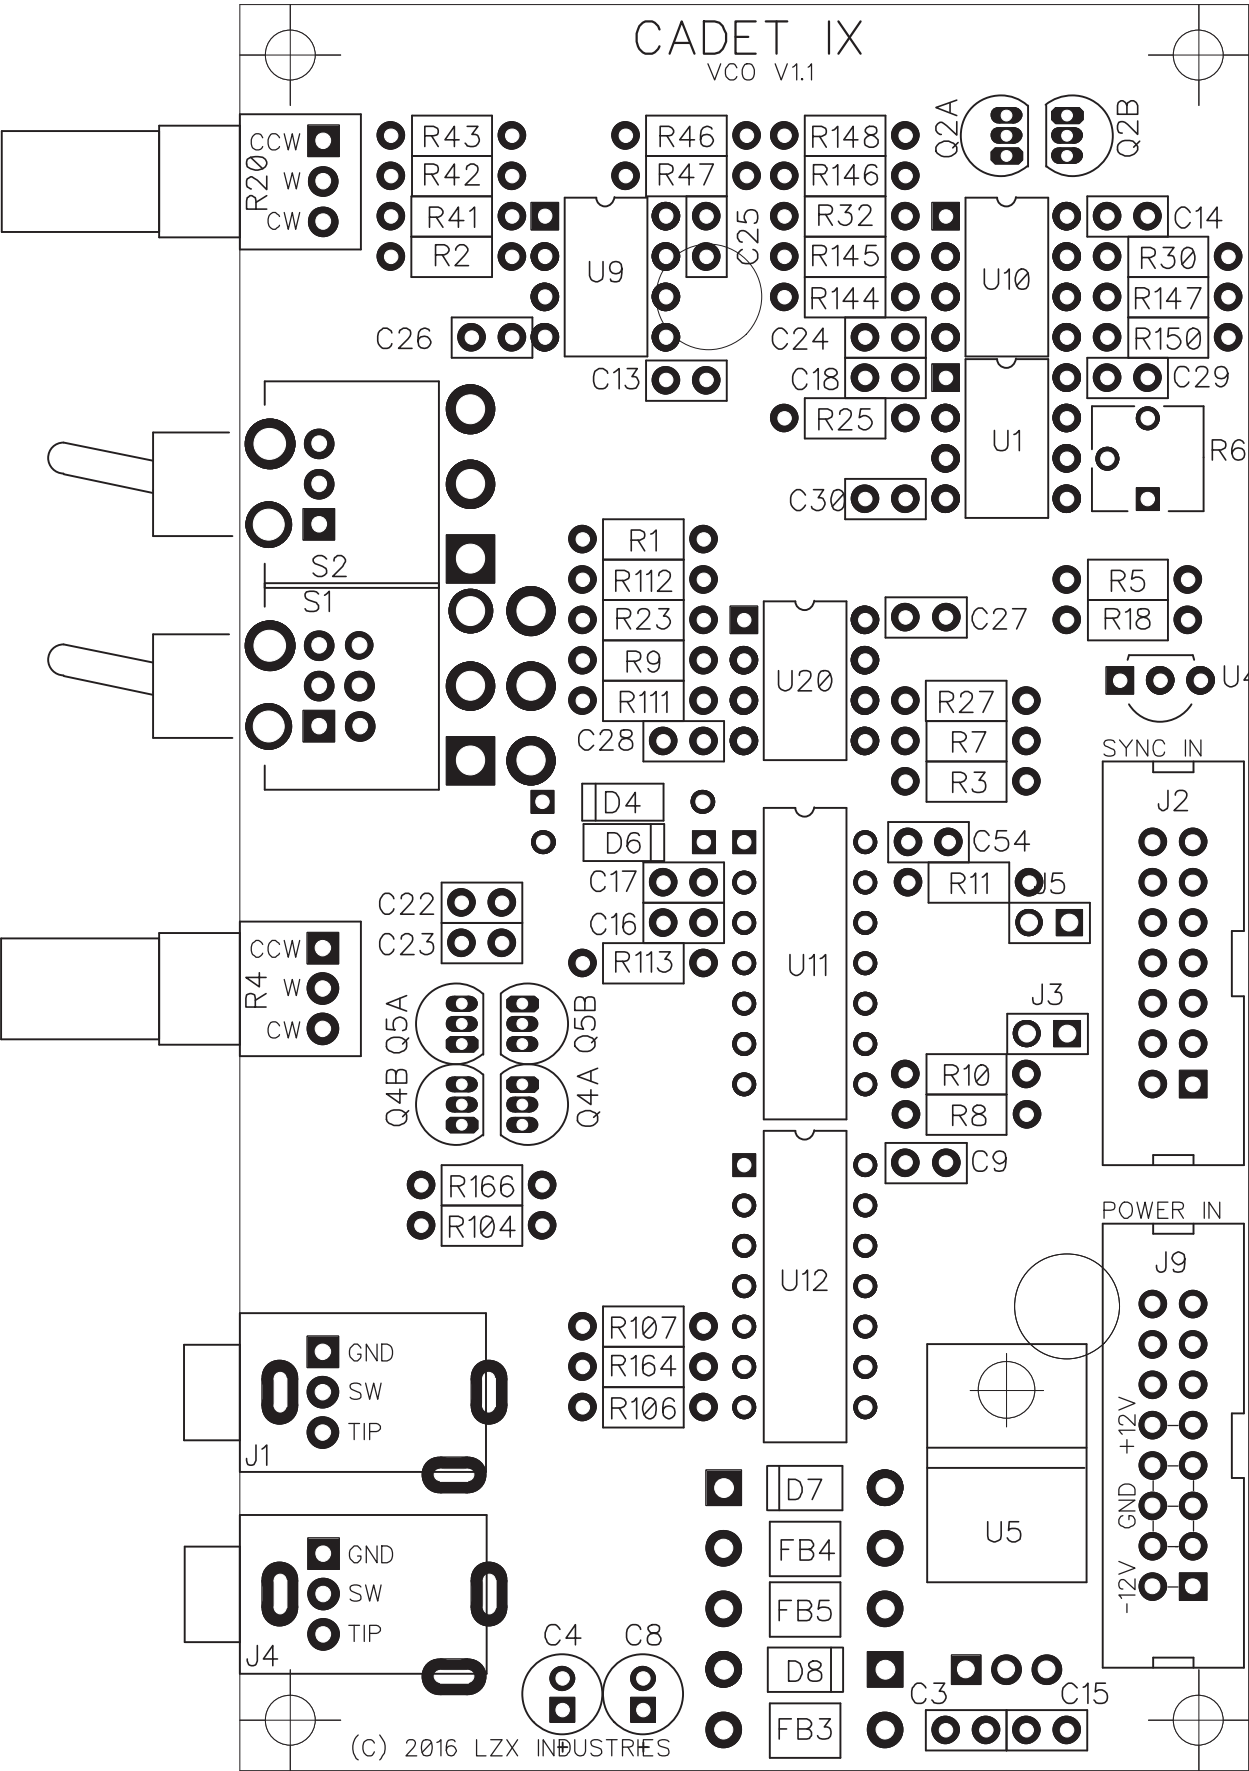 CADET IX
VCO V1.1
Q2A
Q2B
CCW
W
CW
R20
R43
R42
R41
R2
R46
R47
C25
U9
C26
C13
R148
R146
R32
R145
R144
C24
C18
R25
C30
U10
U1
C14
R30
R147
R150
C29
R6
S2
S1
R1
R112
R23
R9
R111
C28
U20
C27
R5
R18
U4
R27
R7
R3
SYNC IN
J2
D4
D6
C17
C16
R113
C22
C23
U11
C54
R11
J5
J3
CCW
W
CW
R4
Q5A
Q5B
Q4B
Q4A
R10
R8
C9
R166
R104
POWER IN
J9
U12
R107
R164
R106
GND
SW
TIP
J1
+12V
GND
-12V
D7
FB4
FB5
D8
FB3
U5
GND
SW
TIP
J4
C4
C8
C3
C15
+
+
(C) 2016 LZX INDUSTRIES